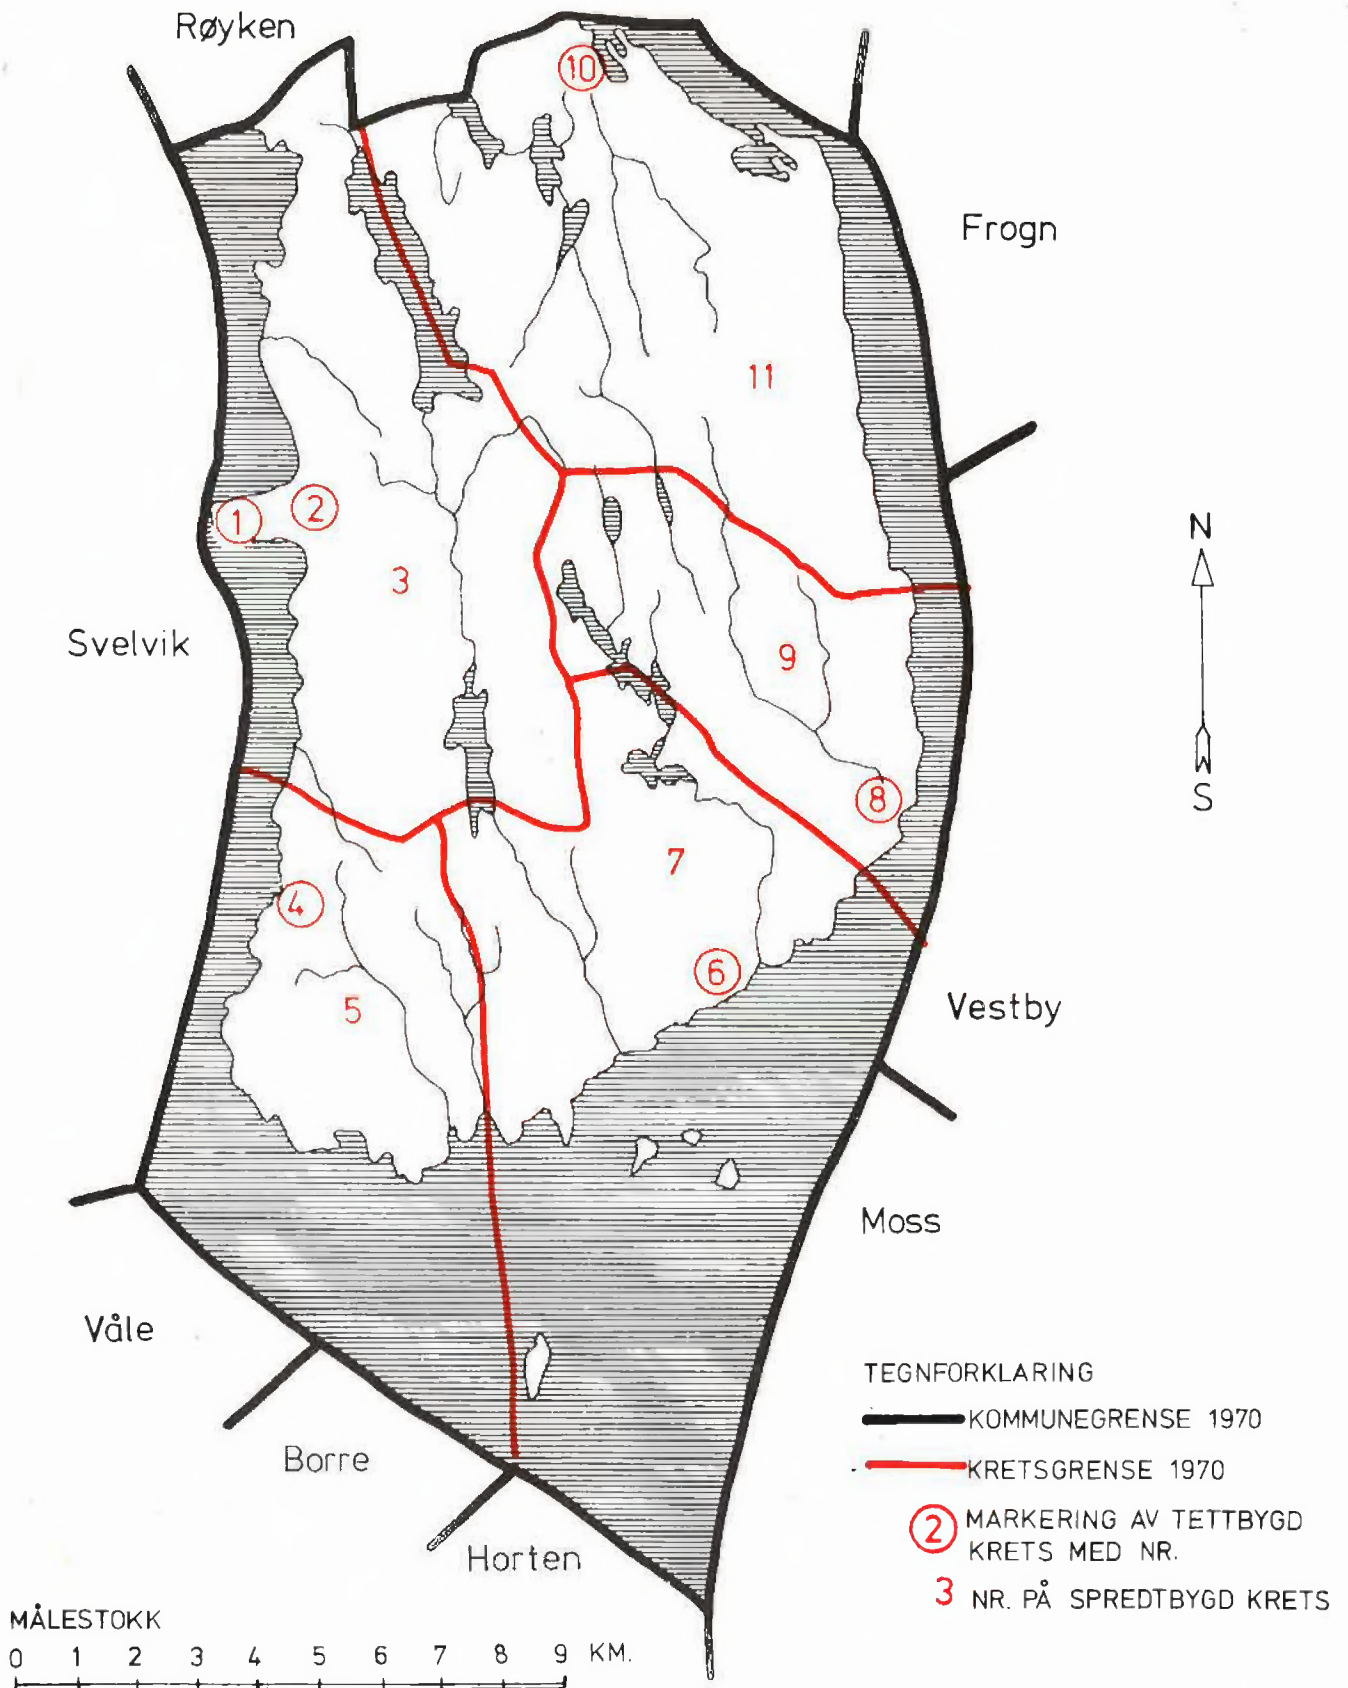 Røyken
10
Frogn
11
1
2
3
N
Svelvik
9
S
8
7
4
6
5
Vestby
Moss
Våle
Borre
Horten
TEGNFORKLARING
KOMMUNEGRENSE 1970
KRETSGRENSE 1970
2 MARKERING AV TETTBYGD
KRETS MED NR.
3 NR. PÅ SPREDTBYGD KRETS
MÅLESTOKK
0 1 2 3 4 5 6 7 8 9 KM.